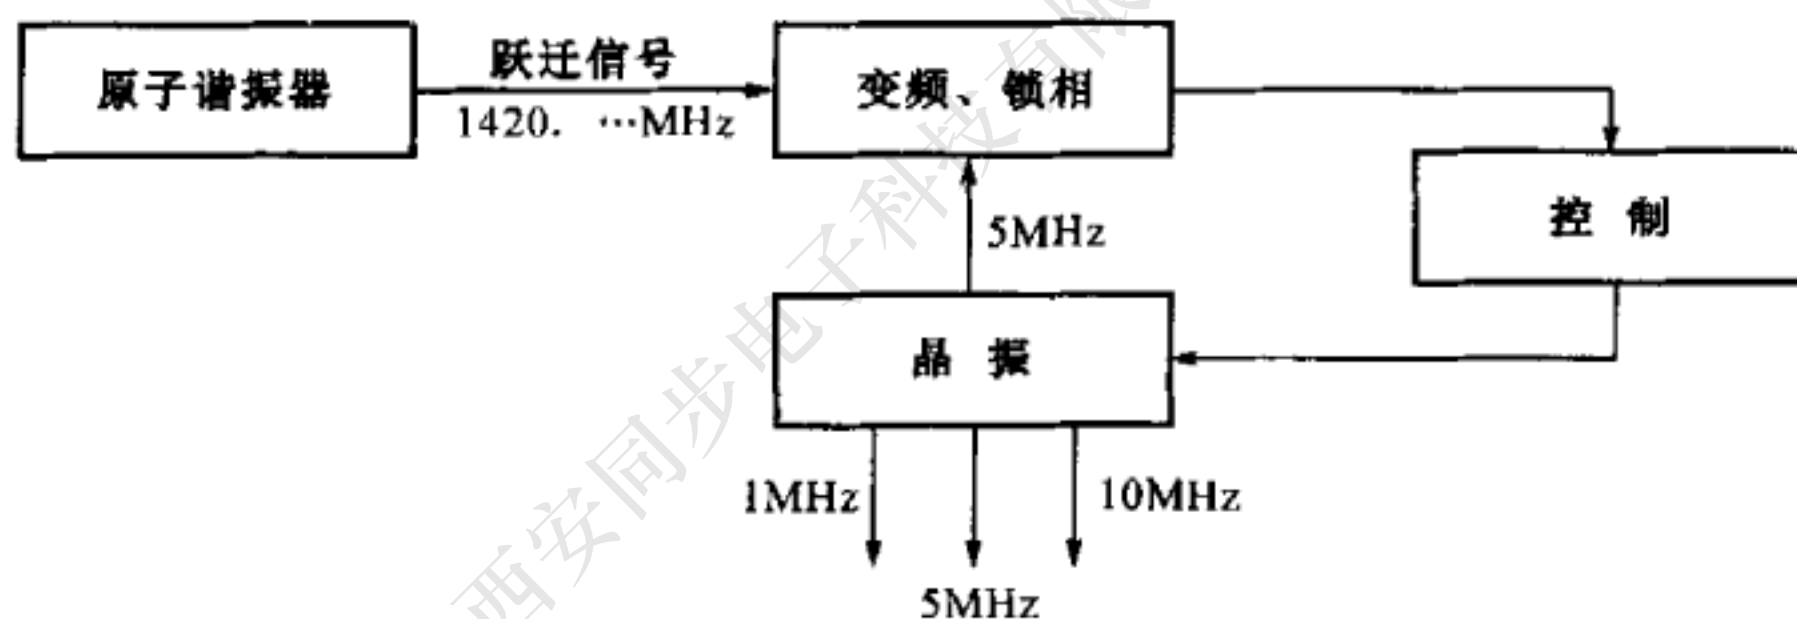 原子谐振器
跃迁信号
1420. …MHz
变频、锁相
控 制
5MHz
晶 振
1MHz
10MHz
5MHz
西安同步电子科技有限